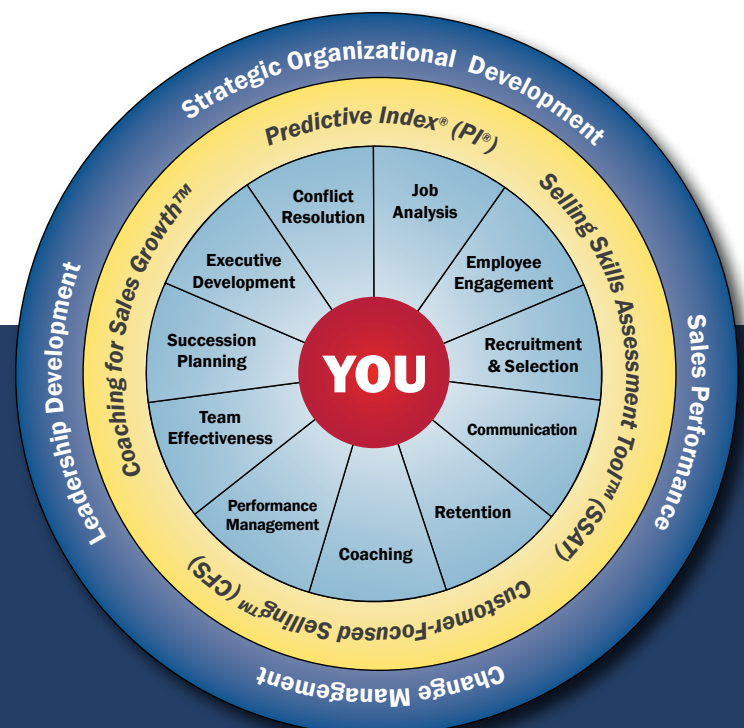 Strategic Organizational Development
Predictive Index® (PI®)
Selling Skills Assessment Tool™ (SSAT)
Sales Performance
Customer-Focused Selling™ (CFS)
Change Management
Coaching for Sales Growth™
Leadership Development
Job
Analysis
Employee
Engagement
Recruitment
& Selection
Communication
Retention
Coaching
Performance
Management
Team
Effectiveness
Succession
Planning
Executive
Development
Conflict
Resolution
YOU